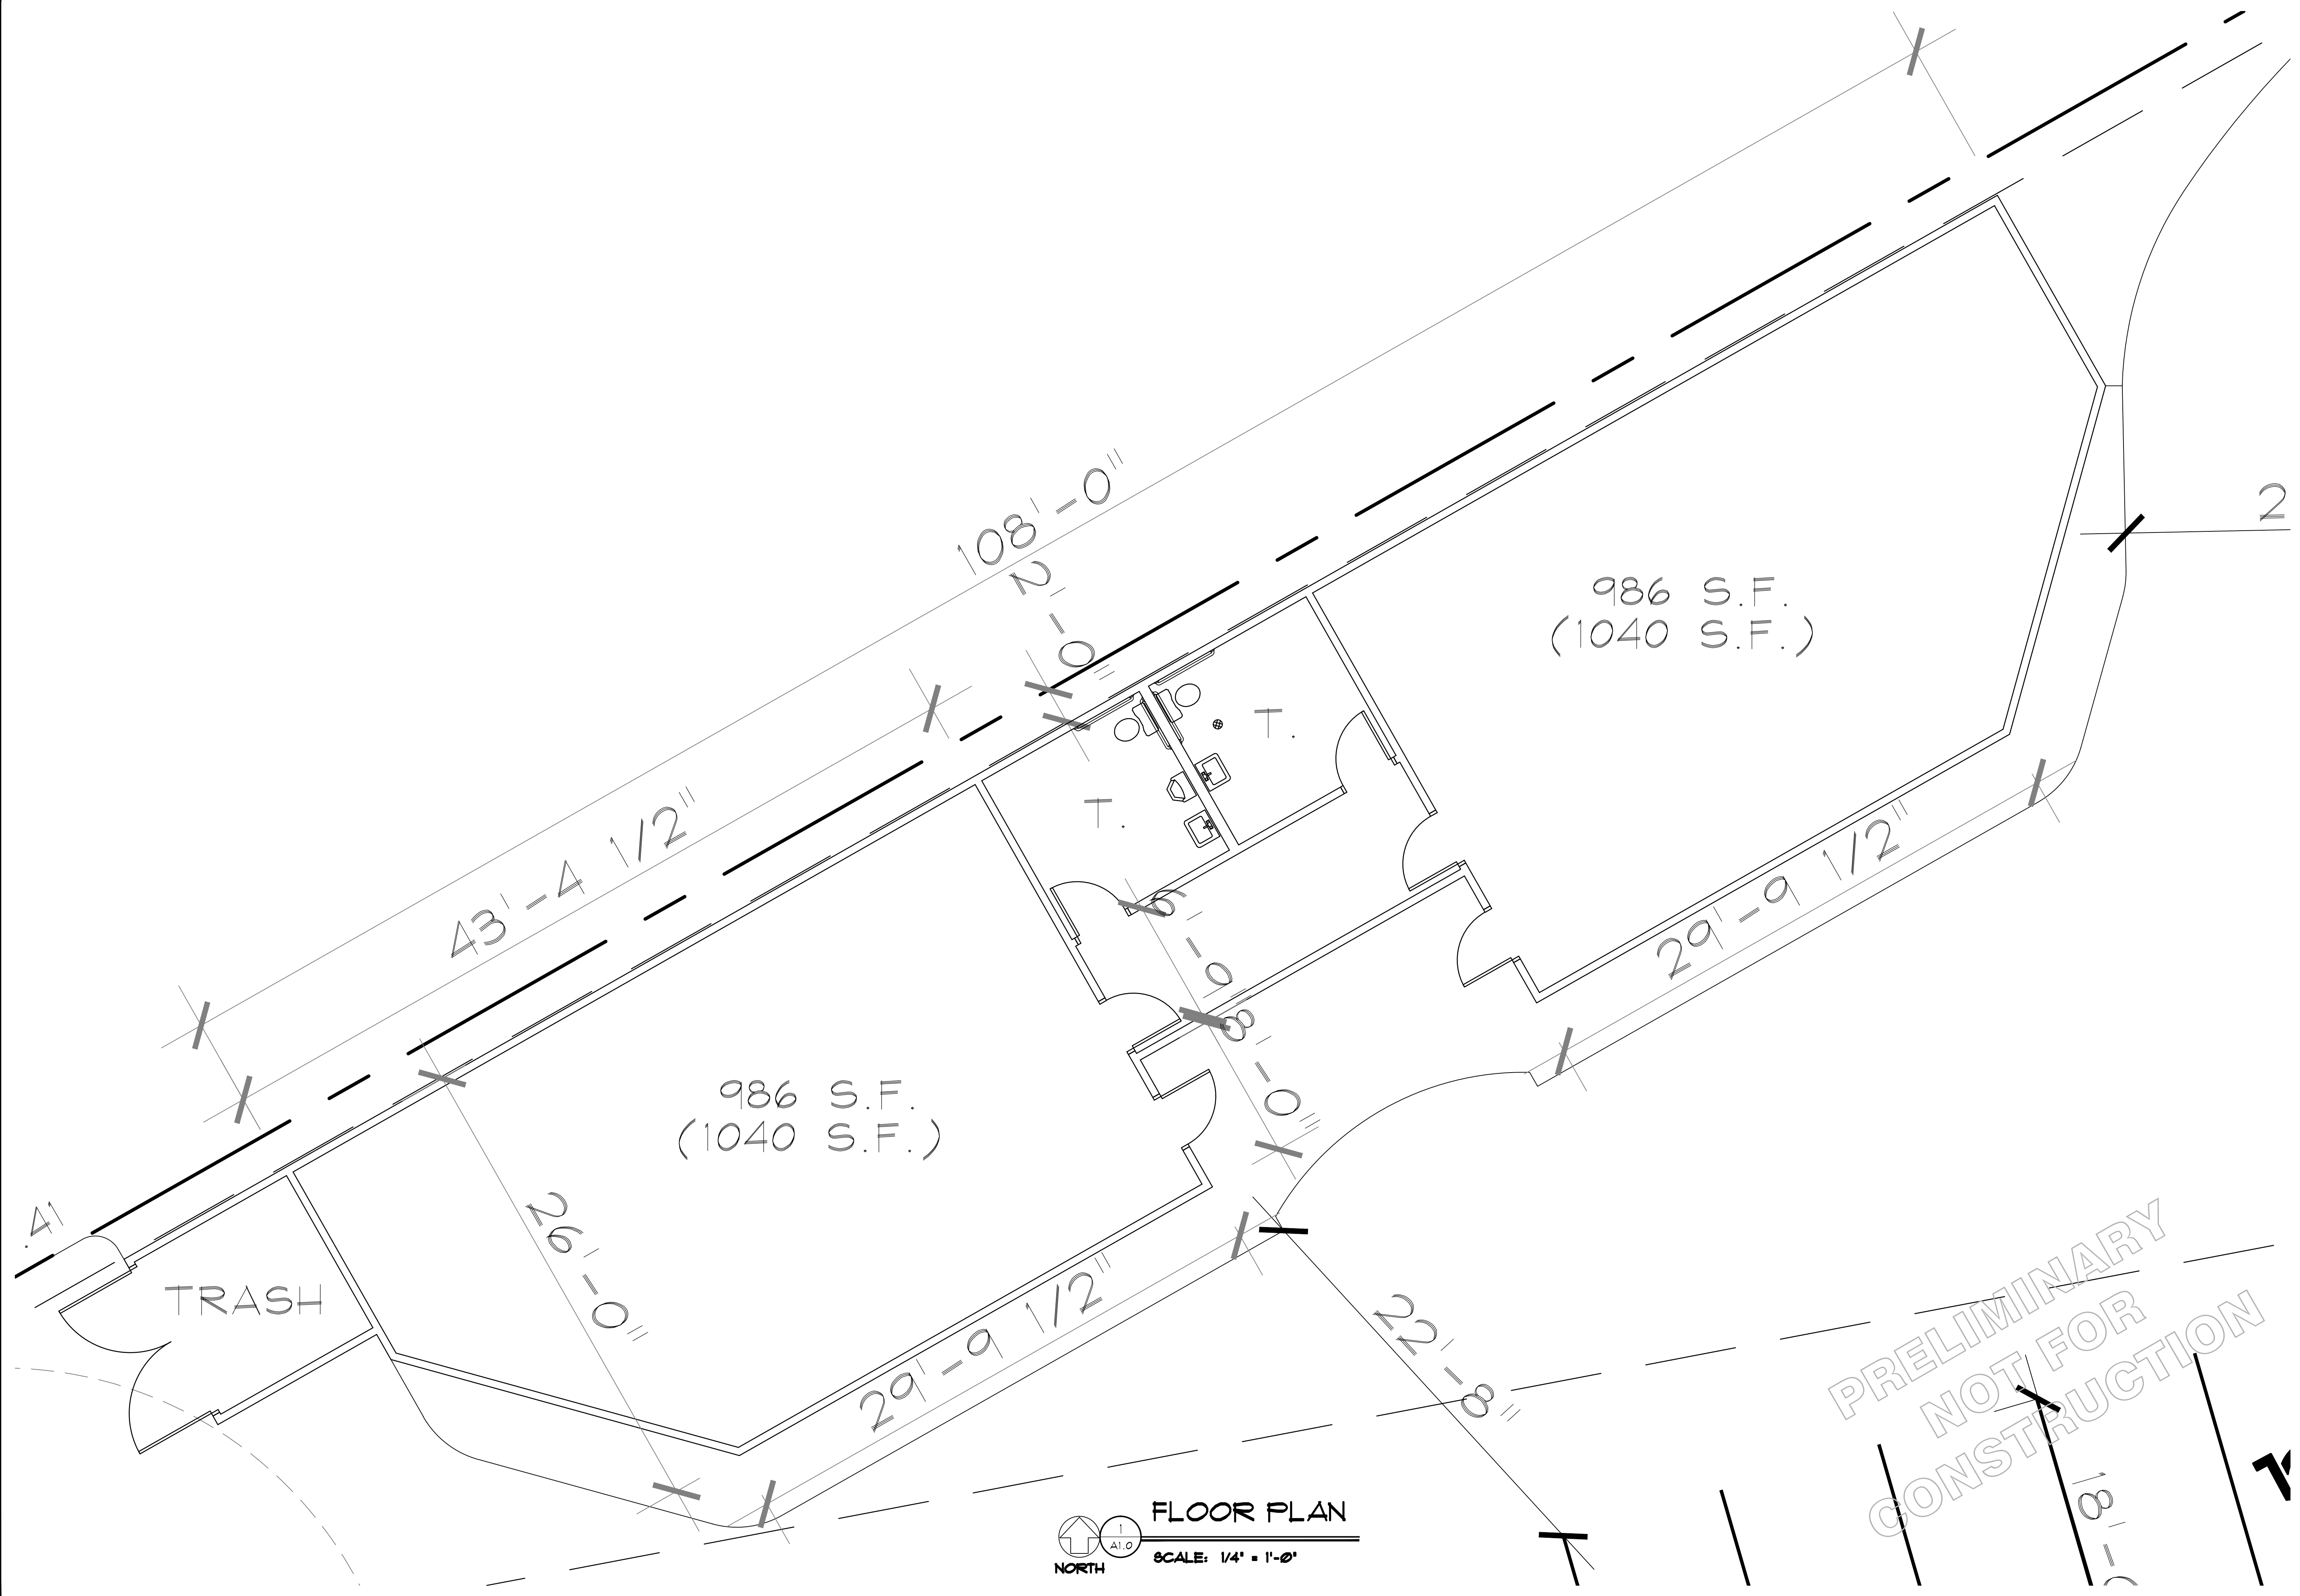 108'-0"
2'-0"
2
986 S.F.
(1040 S.F.)
T.
T.
43'-4 1/2"
29'-9 1/2"
6'-0"
8'-0"
986 S.F.
(1040 S.F.)
.41
26'-0"
TRASH
29'-9 1/2"
22'-8"
PRELIMINARY
NOT FOR
CONSTRUCTION
18'-0
1
A1.0
FLOOR PLAN
SCALE: 1/4" = 1'-0"
NORTH